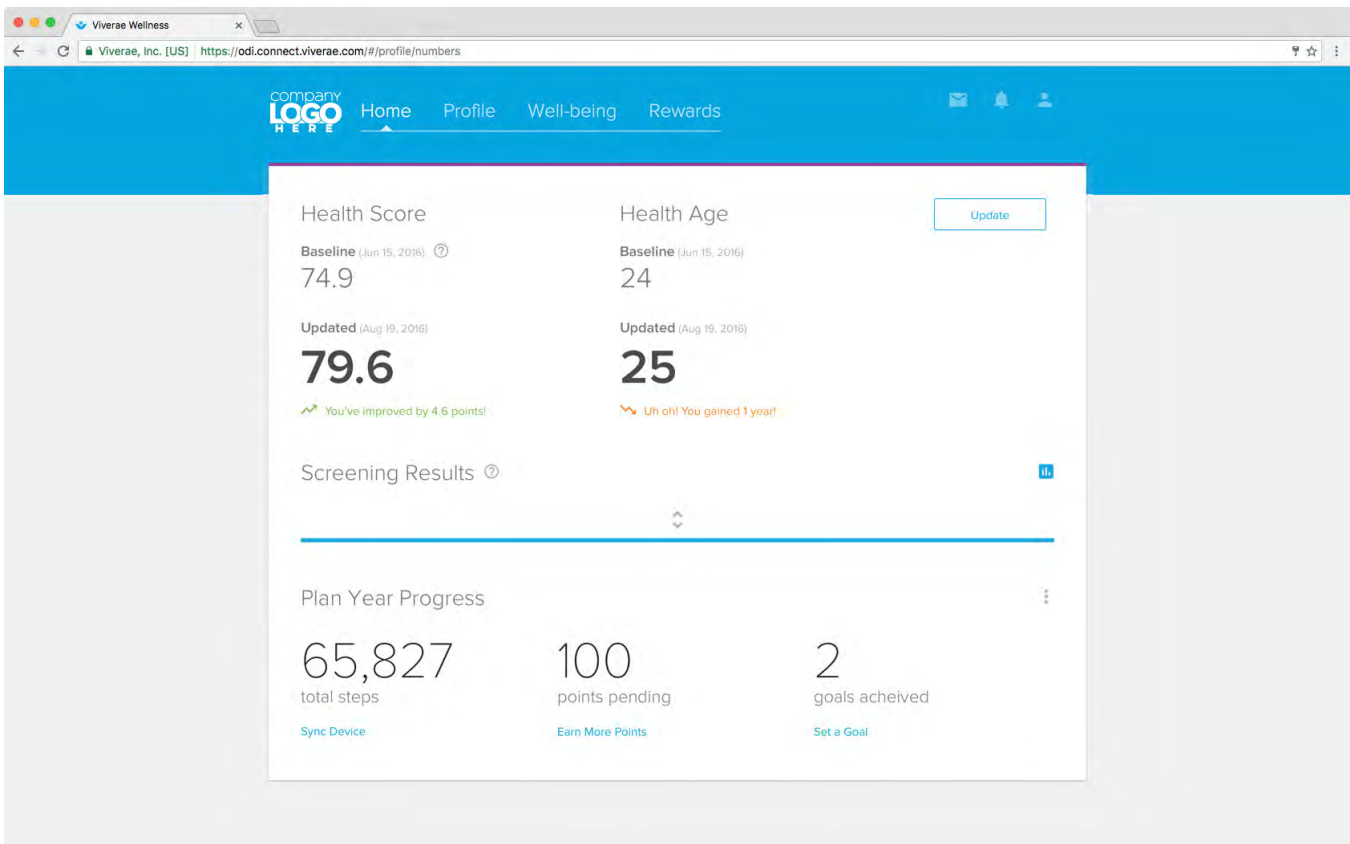 Viverae Wellness
Viverae, Inc. [US] https://odi.connect.viverae.com/#/profile/numbers
company
LOGO
HERE
Home Profile Well-being Rewards
Health Score Health Age Update
Baseline (Jun 15, 2016) Baseline (Jun 15, 2016)
74.9 24
Updated (Aug 19, 2016) Updated (Aug 19, 2016)
79.6 25
You've improved by 4.6 points! Uh oh! You gained 1 year!
Screening Results
Plan Year Progress
65,827 100 2
total steps points pending goals acheived
Sync Device Earn More Points Set a Goal